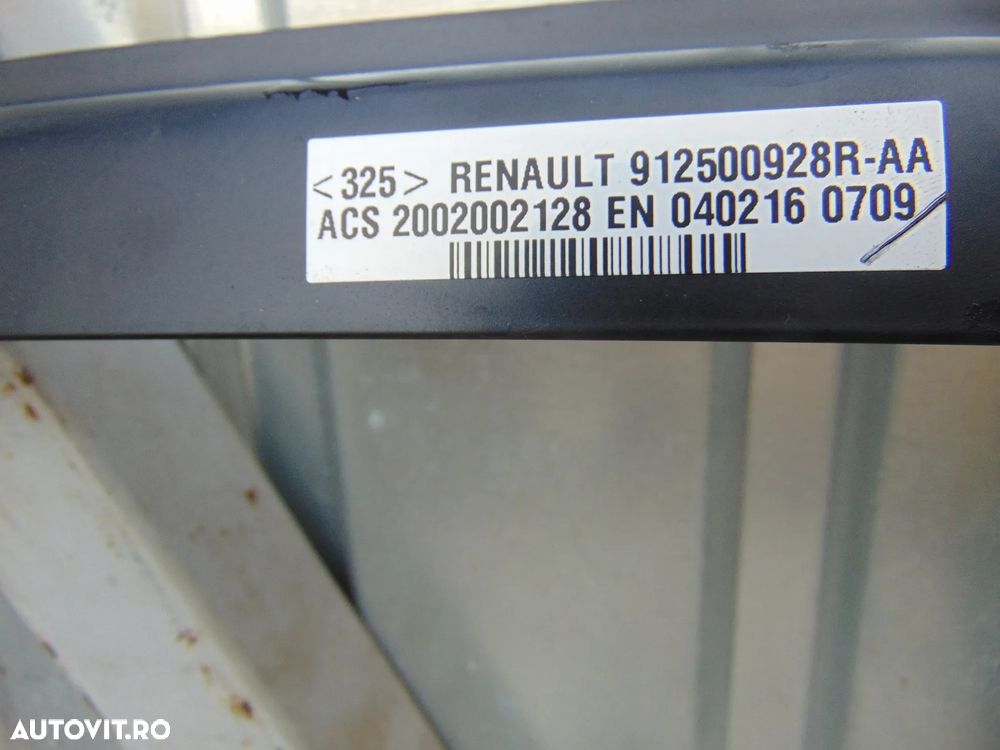 <325> RENAULT 912500928R-AA
ACS 2002002128 EN 040216 0709
AUTOVIT.RO